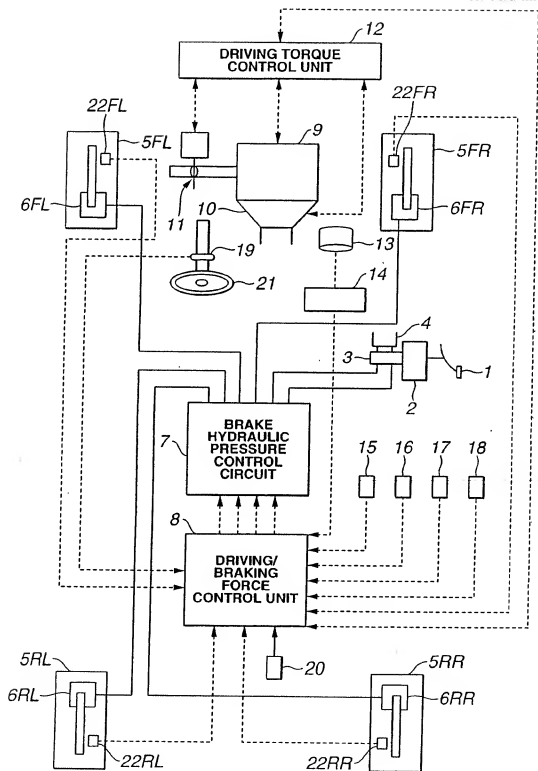 12
DRIVING TORQUE
CONTROL UNIT
22FL
5FL
9
22FR
5FR
6FL
10
11
6FR
13
19
14
21
4
3
1
2
BRAKE
HYDRAULIC
PRESSURE
CONTROL
CIRCUIT
7
15
16
17
18
8
DRIVING/
BRAKING
FORCE
CONTROL UNIT
5RL
20
5RR
6RL
6RR
22RL
22RR